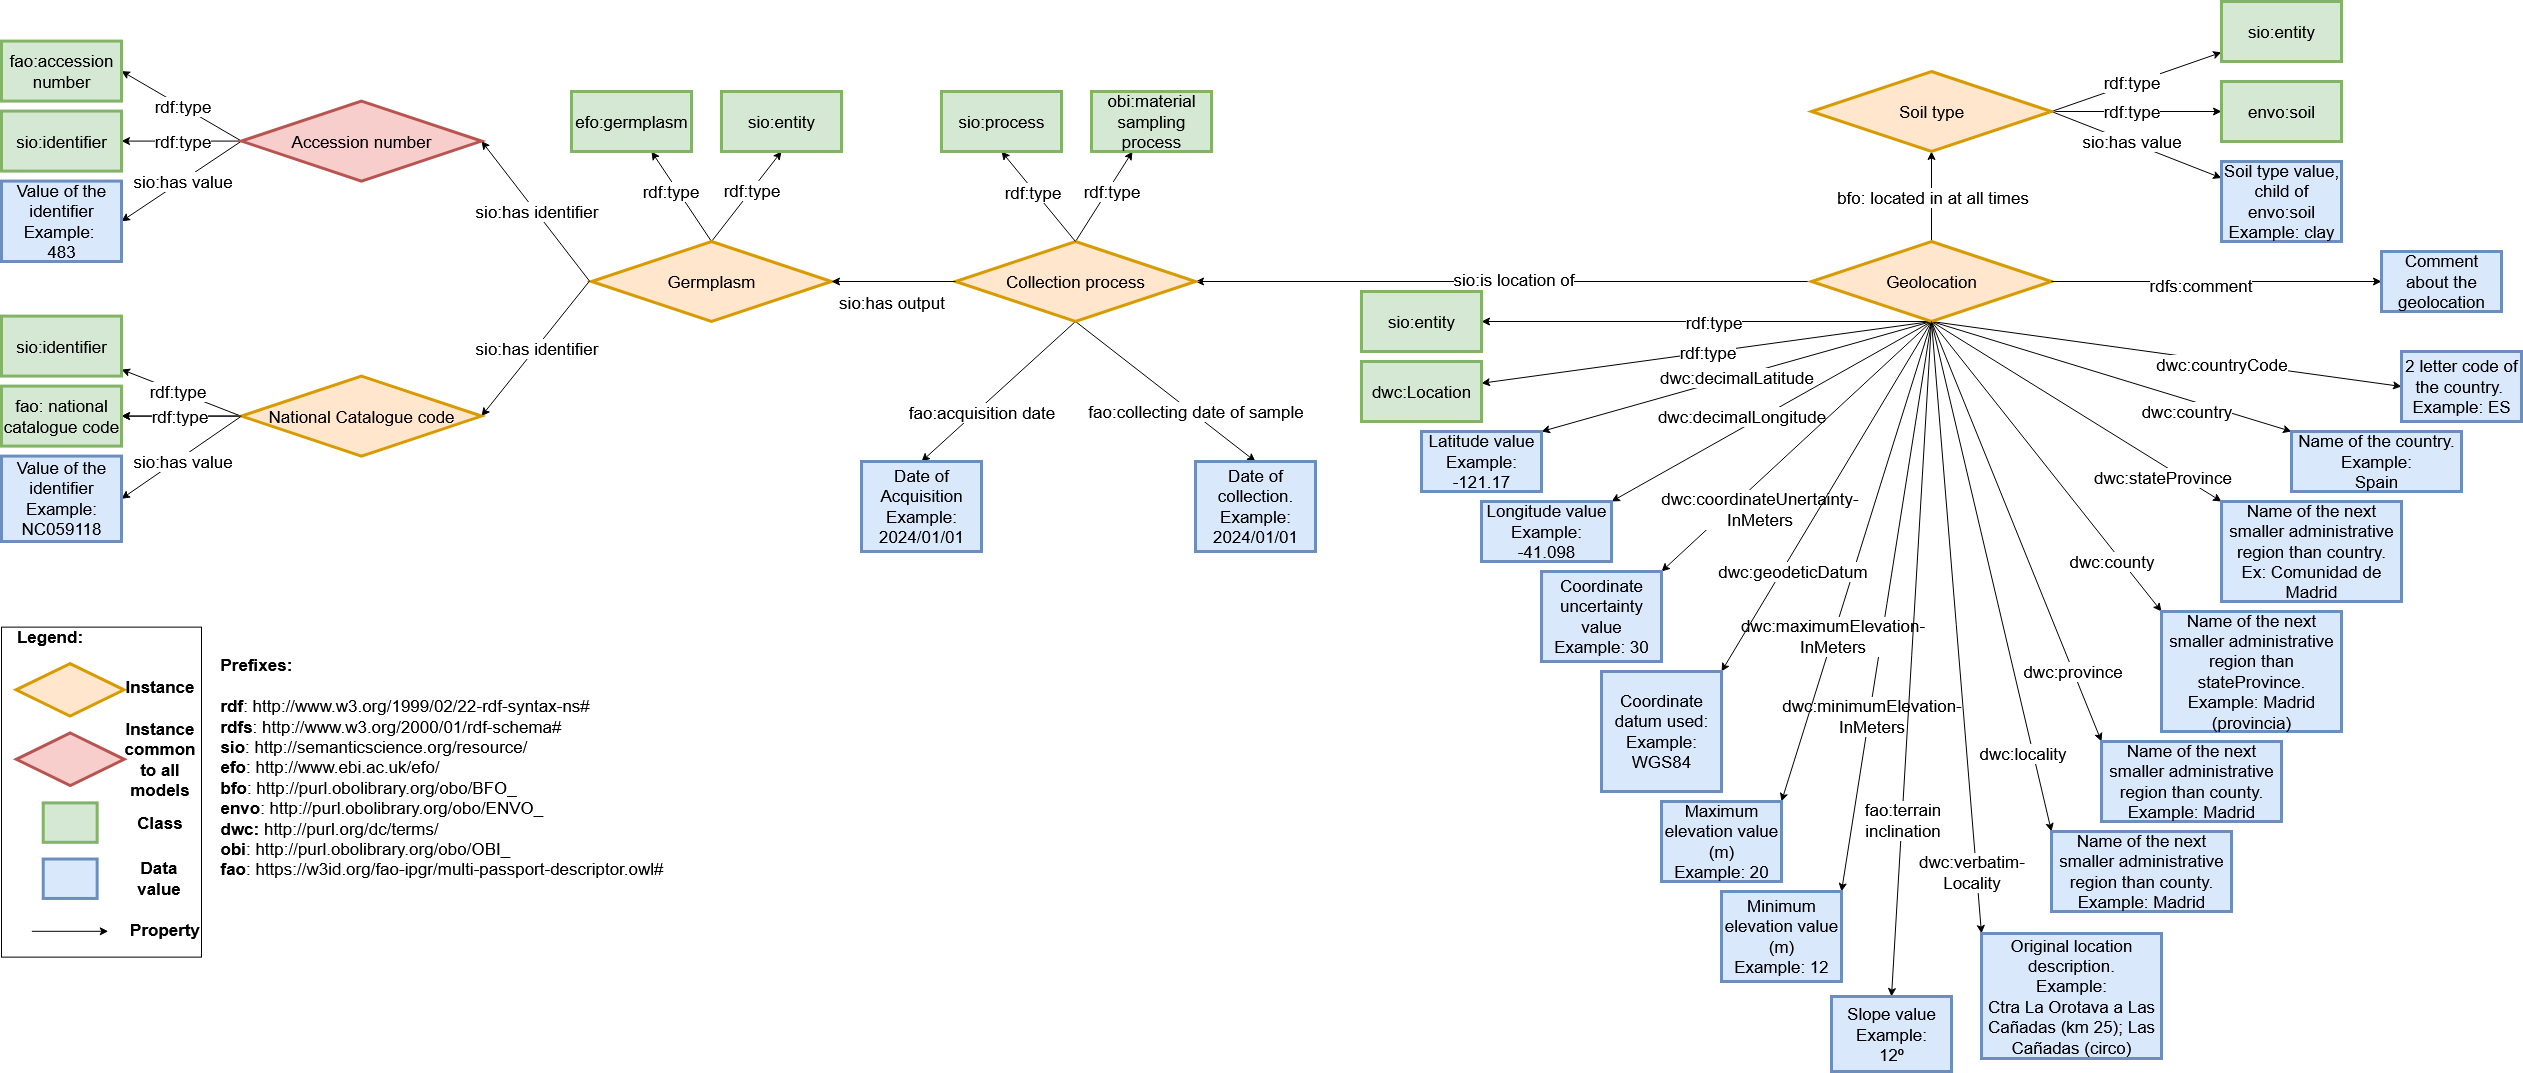 fao:accession
number
rdf:type
sio:identifier
rdf:type
Value of the
identifier
Example:
483
sio:has value
Accession number
sio:has identifier
efo:germplasm
rdf:type
sio:entity
rdf:type
Germplasm
sio:has identifier
sio:identifier
rdf:type
fao: national
catalogue code
rdf:type
Value of the
identifier
Example:
NC059118
sio:has value
National Catalogue code
sio:has output
sio:process
rdf:type
obi:material
sampling
process
rdf:type
Collection process
fao:acquisition date
Date of
Acquisition
Example:
2024/01/01
fao:collecting date of sample
Date of
collection.
Example:
2024/01/01
sio:is location of
Soil type
rdf:type
sio:entity
rdf:type
envo:soil
sio:has value
Soil type value,
child of
envo:soil
Example: clay
bfo: located in at all times
Geolocation
rdfs:comment
Comment
about the
geolocation
sio:entity
rdf:type
dwc:Location
rdf:type
dwc:decimalLatitude
Latitude value
Example:
-121.17
dwc:decimalLongitude
Longitude value
Example:
-41.098
dwc:coordinateUnertainty-
InMeters
Coordinate
uncertainty
value
Example: 30
dwc:geodeticDatum
Coordinate
datum used:
Example:
WGS84
dwc:maximumElevation-
InMeters
Maximum
elevation value
(m)
Example: 20
dwc:minimumElevation-
InMeters
Minimum
elevation value
(m)
Example: 12
fao:terrain
inclination
Slope value
Example:
12º
dwc:verbatim-
Locality
Original location
description.
Example:
Ctra La Orotava a Las
Cañadas (km 25); Las
Cañadas (circo)
dwc:locality
Name of the next
smaller administrative
region than county.
Example: Madrid
dwc:province
Name of the next
smaller administrative
region than county.
Example: Madrid
dwc:county
Name of the next
smaller administrative
region than
stateProvince.
Example: Madrid
(provincia)
dwc:stateProvince
Name of the next
smaller administrative
region than country.
Ex: Comunidad de
Madrid
dwc:country
Name of the country.
Example:
Spain
dwc:countryCode
2 letter code of
the country.
Example: ES
Legend:
Instance
Instance
common
to all
models
Class
Data
value
Property
Prefixes:
rdf: http://www.w3.org/1999/02/22-rdf-syntax-ns#
rdfs: http://www.w3.org/2000/01/rdf-schema#
sio: http://semanticscience.org/resource/
efo: http://www.ebi.ac.uk/efo/
bfo: http://purl.obolibrary.org/obo/BFO_
envo: http://purl.obolibrary.org/obo/ENVO_
dwc: http://purl.org/dc/terms/
obi: http://purl.obolibrary.org/obo/OBI_
fao: https://w3id.org/fao-ipgr/multi-passport-descriptor.owl#